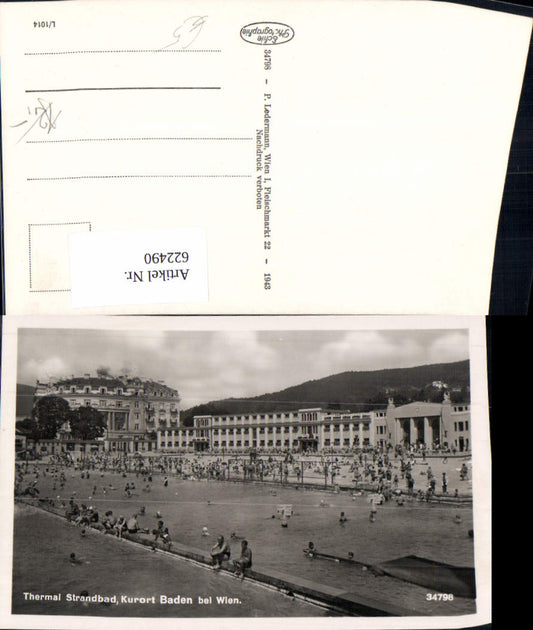 L/1014
Echte
Photographie
34798 – P. Ledermann, Wien I, Fleischmarkt 22 – 1943
Nachdruck verboten
Artikel Nr.
622490
Thermal Strandbad, Kurort Baden bei Wien.
34798